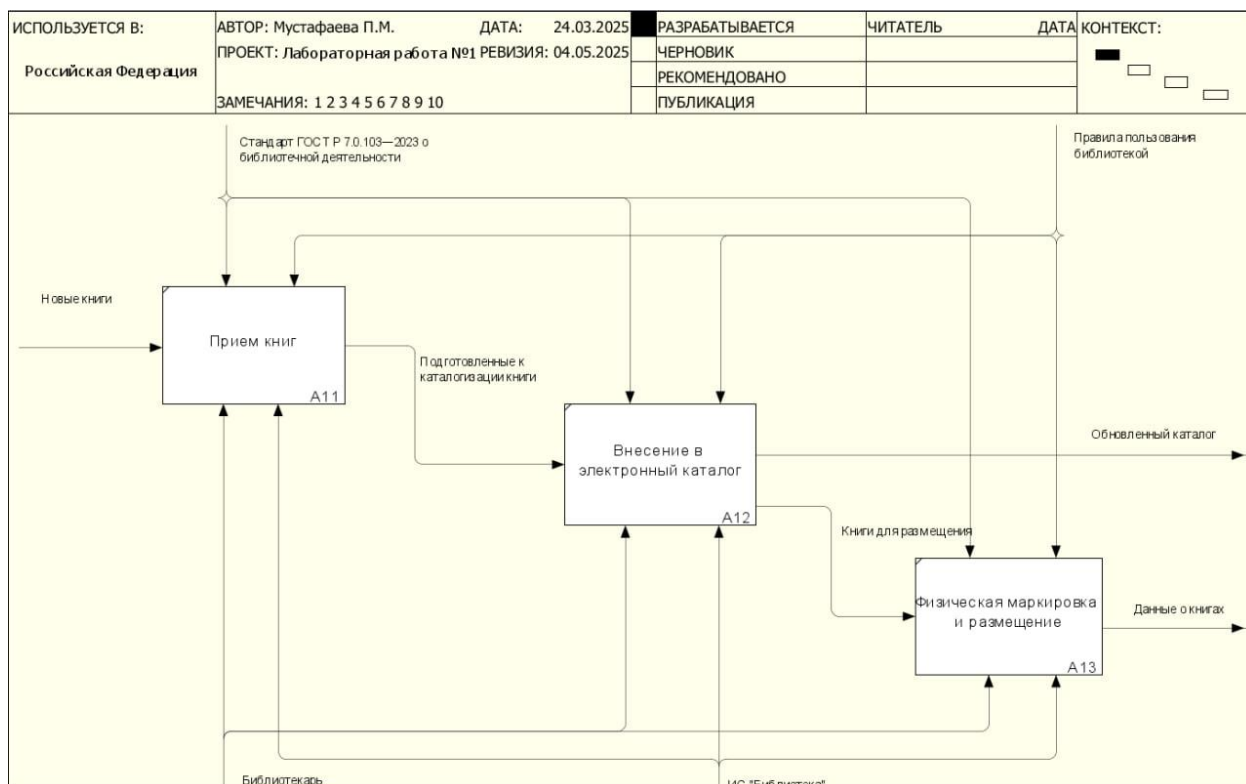 ИСПОЛЬЗУЕТСЯ В:
Российская Федерация
АВТОР: Мустафаева П.М. ДАТА: 24.03.2025
ПРОЕКТ: Лабораторная работа №1 РЕВИЗИЯ: 04.05.2025
ЗАМЕЧАНИЯ: 1 2 3 4 5 6 7 8 9 10
РАЗРАБАТЫВАЕТСЯ
ЧЕРНОВИК
РЕКОМЕНДОВАНО
ПУБЛИКАЦИЯ
ЧИТАТЕЛЬ ДАТА
КОНТЕКСТ:
Стандарт ГОСТ Р 7.0.103—2023 о
библиотечной деятельности
Правила пользования
библиотекой
Новые книги
Прием книг
A11
Подготовленные к
каталогизации книги
Внесение в
электронный каталог
A12
Обновленный каталог
Книги для размещения
Физическая маркировка
и размещение
A13
Данные о книгах
Библиотекарь
ИС "Библиотека"